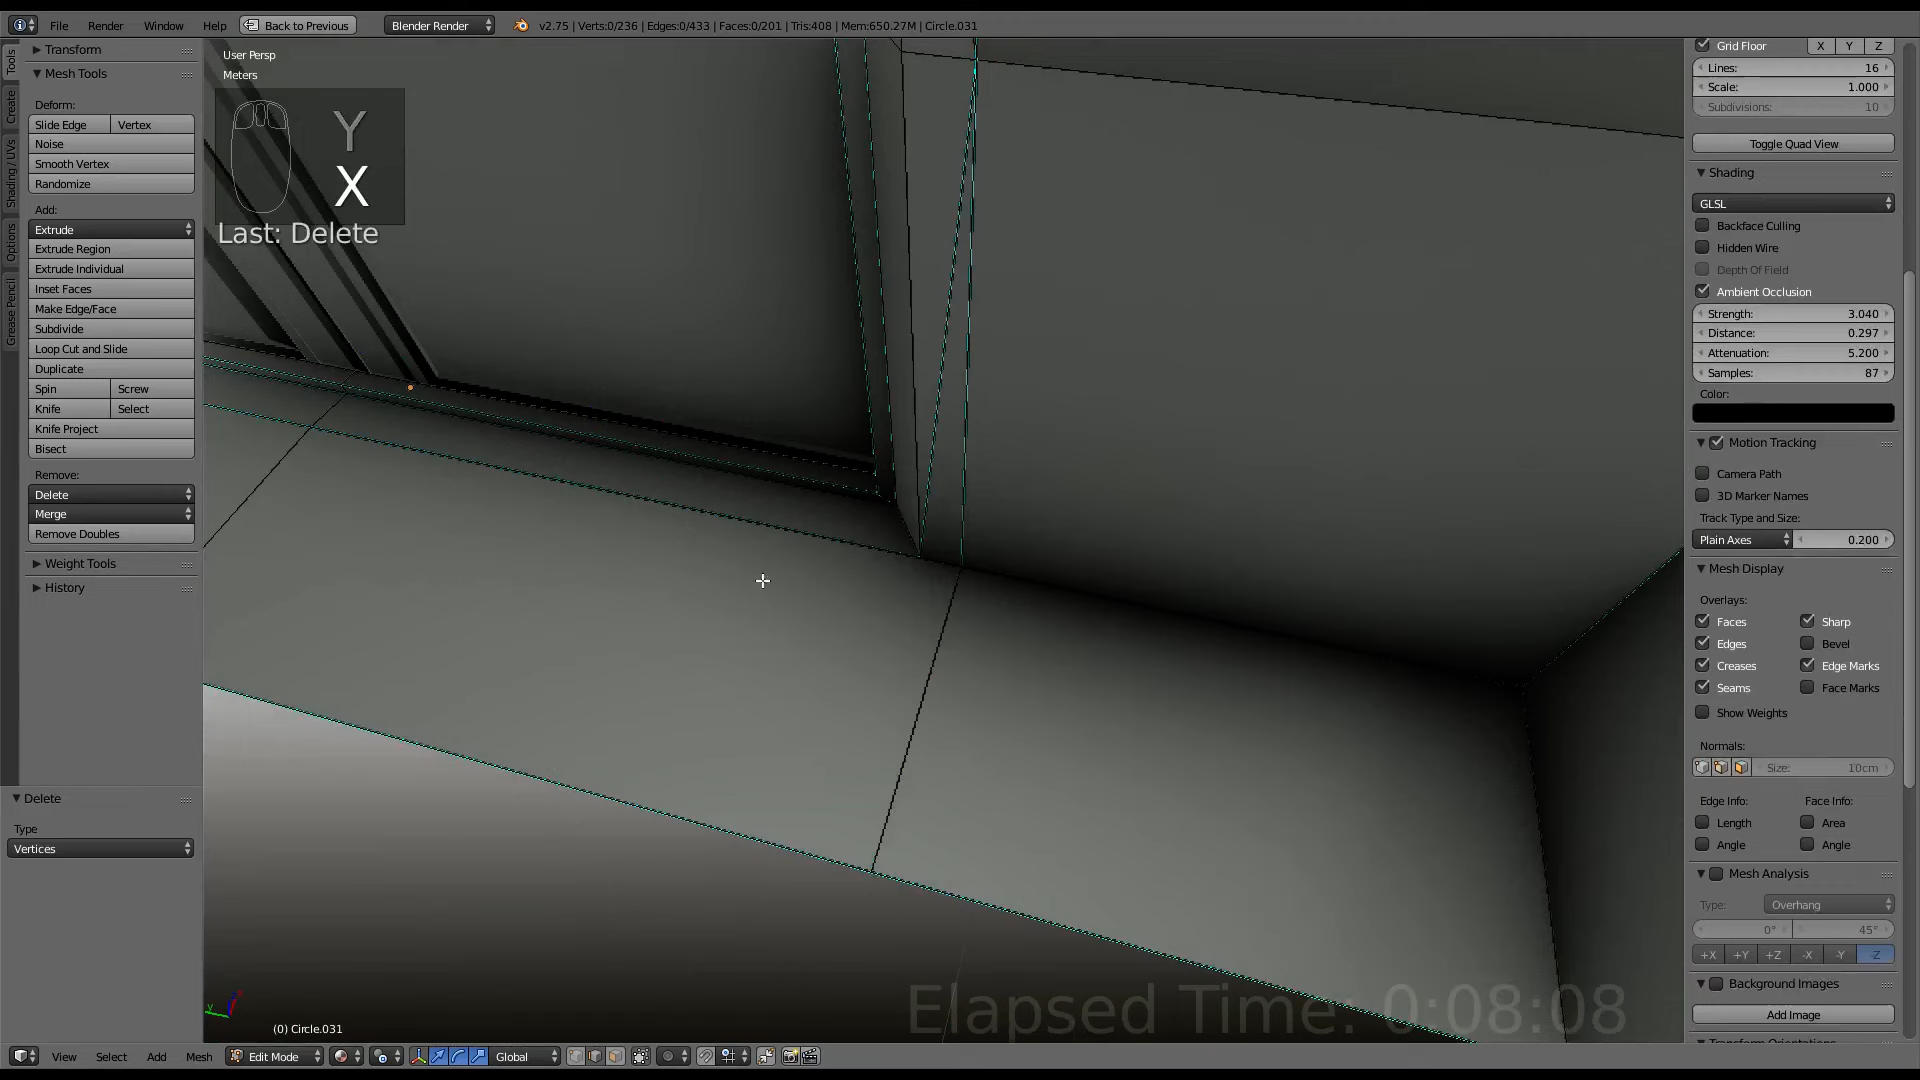 File Render Window Help Back to Previous Blender Render v2.75 | Verts:0/236 | Edges:0/433 | Faces:0/201 | Tris:408 | Mem:650.27M | Circle.031
Tools
Create
Shading / UVs
Options
Grease Pencil
Transform
Mesh Tools
Deform:
Slide Edge Vertex
Noise
Smooth Vertex
Randomize
Add:
Extrude
Extrude Region
Extrude Individual
Inset Faces
Make Edge/Face
Subdivide
Loop Cut and Slide
Duplicate
Spin Screw
Knife Select
Knife Project
Bisect
Remove:
Delete
Merge
Remove Doubles
Weight Tools
History
Delete
Type
Vertices
User Persp
Meters
Y
X
Last: Delete
Elapsed Time: 0:08:08
(0) Circle.031
Grid Floor X Y Z
Lines: 16
Scale: 1.000
Subdivisions: 10
Toggle Quad View
Shading
GLSL
Backface Culling
Hidden Wire
Depth Of Field
Ambient Occlusion
Strength: 3.040
Distance: 0.297
Attenuation: 5.200
Samples: 87
Color:
Motion Tracking
Camera Path
3D Marker Names
Track Type and Size:
Plain Axes 0.200
Mesh Display
Overlays:
Faces Sharp
Edges Bevel
Creases Edge Marks
Seams Face Marks
Show Weights
Normals:
Size: 10cm
Edge Info: Face Info:
Length Area
Angle Angle
Mesh Analysis
Type: Overhang
0° 45°
+X +Y +Z -X -Y -Z
Background Images
Add Image
Transform Orientations
View Select Add Mesh Edit Mode Global